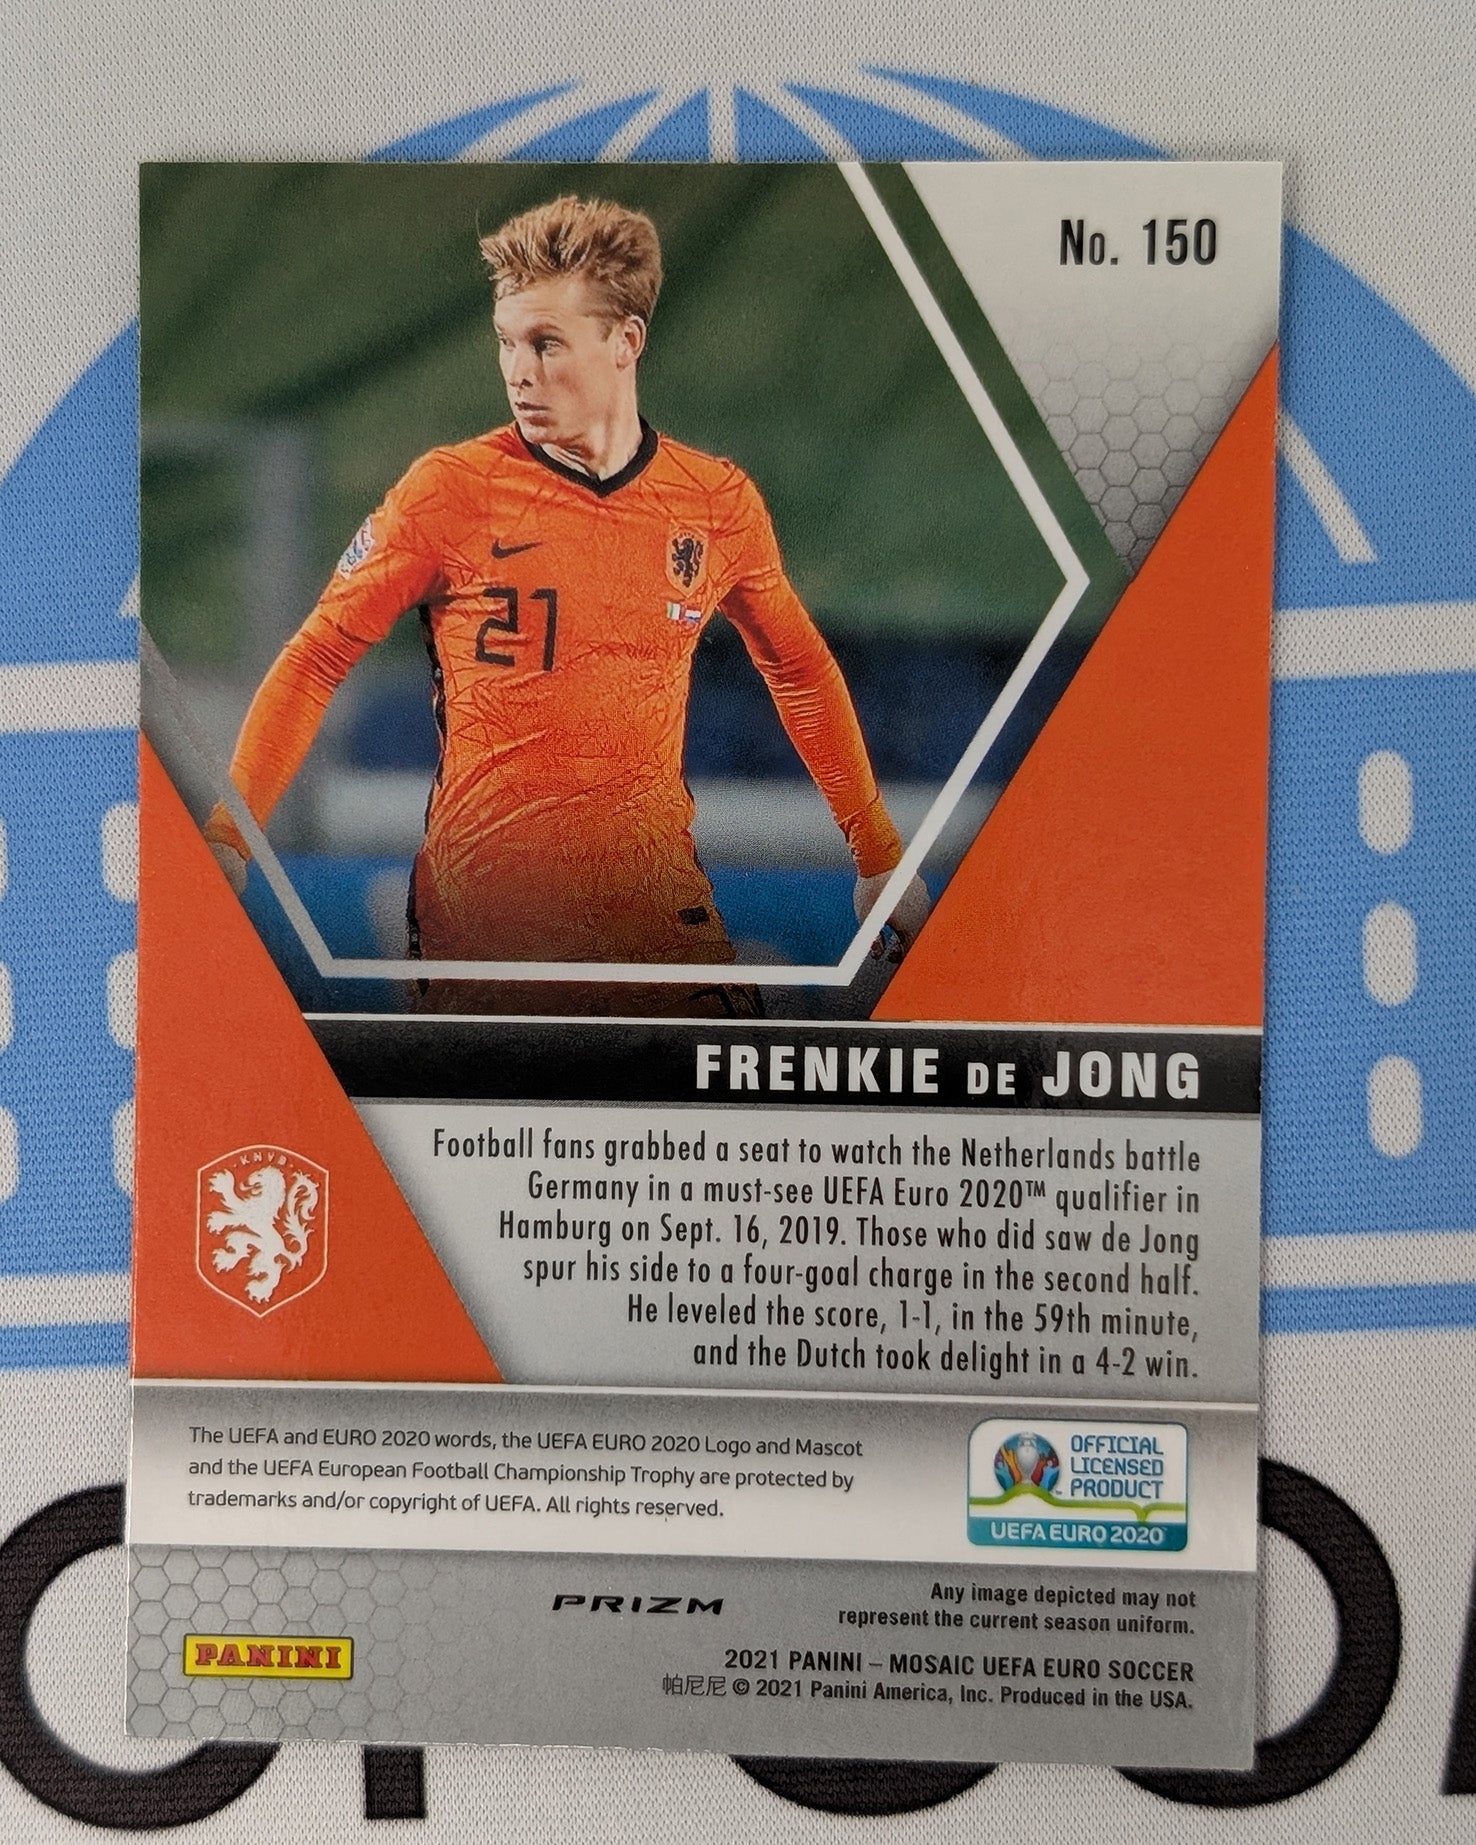 No. 150
21
FRENKIE DE JONG
Football fans grabbed a seat to watch the Netherlands battle
Germany in a must-see UEFA Euro 2020™ qualifier in
Hamburg on Sept. 16, 2019. Those who did saw de Jong
spur his side to a four-goal charge in the second half.
He leveled the score, 1-1, in the 59th minute,
and the Dutch took delight in a 4-2 win.
KNVB
The UEFA and EURO 2020 words, the UEFA EURO 2020 Logo and Mascot
and the UEFA European Football Championship Trophy are protected by
trademarks and/or copyright of UEFA. All rights reserved.
OFFICIAL
LICENSED
PRODUCT
UEFA EURO 2020™
PRIZM
Any image depicted may not
represent the current season uniform.
PANINI
2021 PANINI – MOSAIC UEFA EURO SOCCER
帕尼尼 © 2021 Panini America, Inc. Produced in the USA.